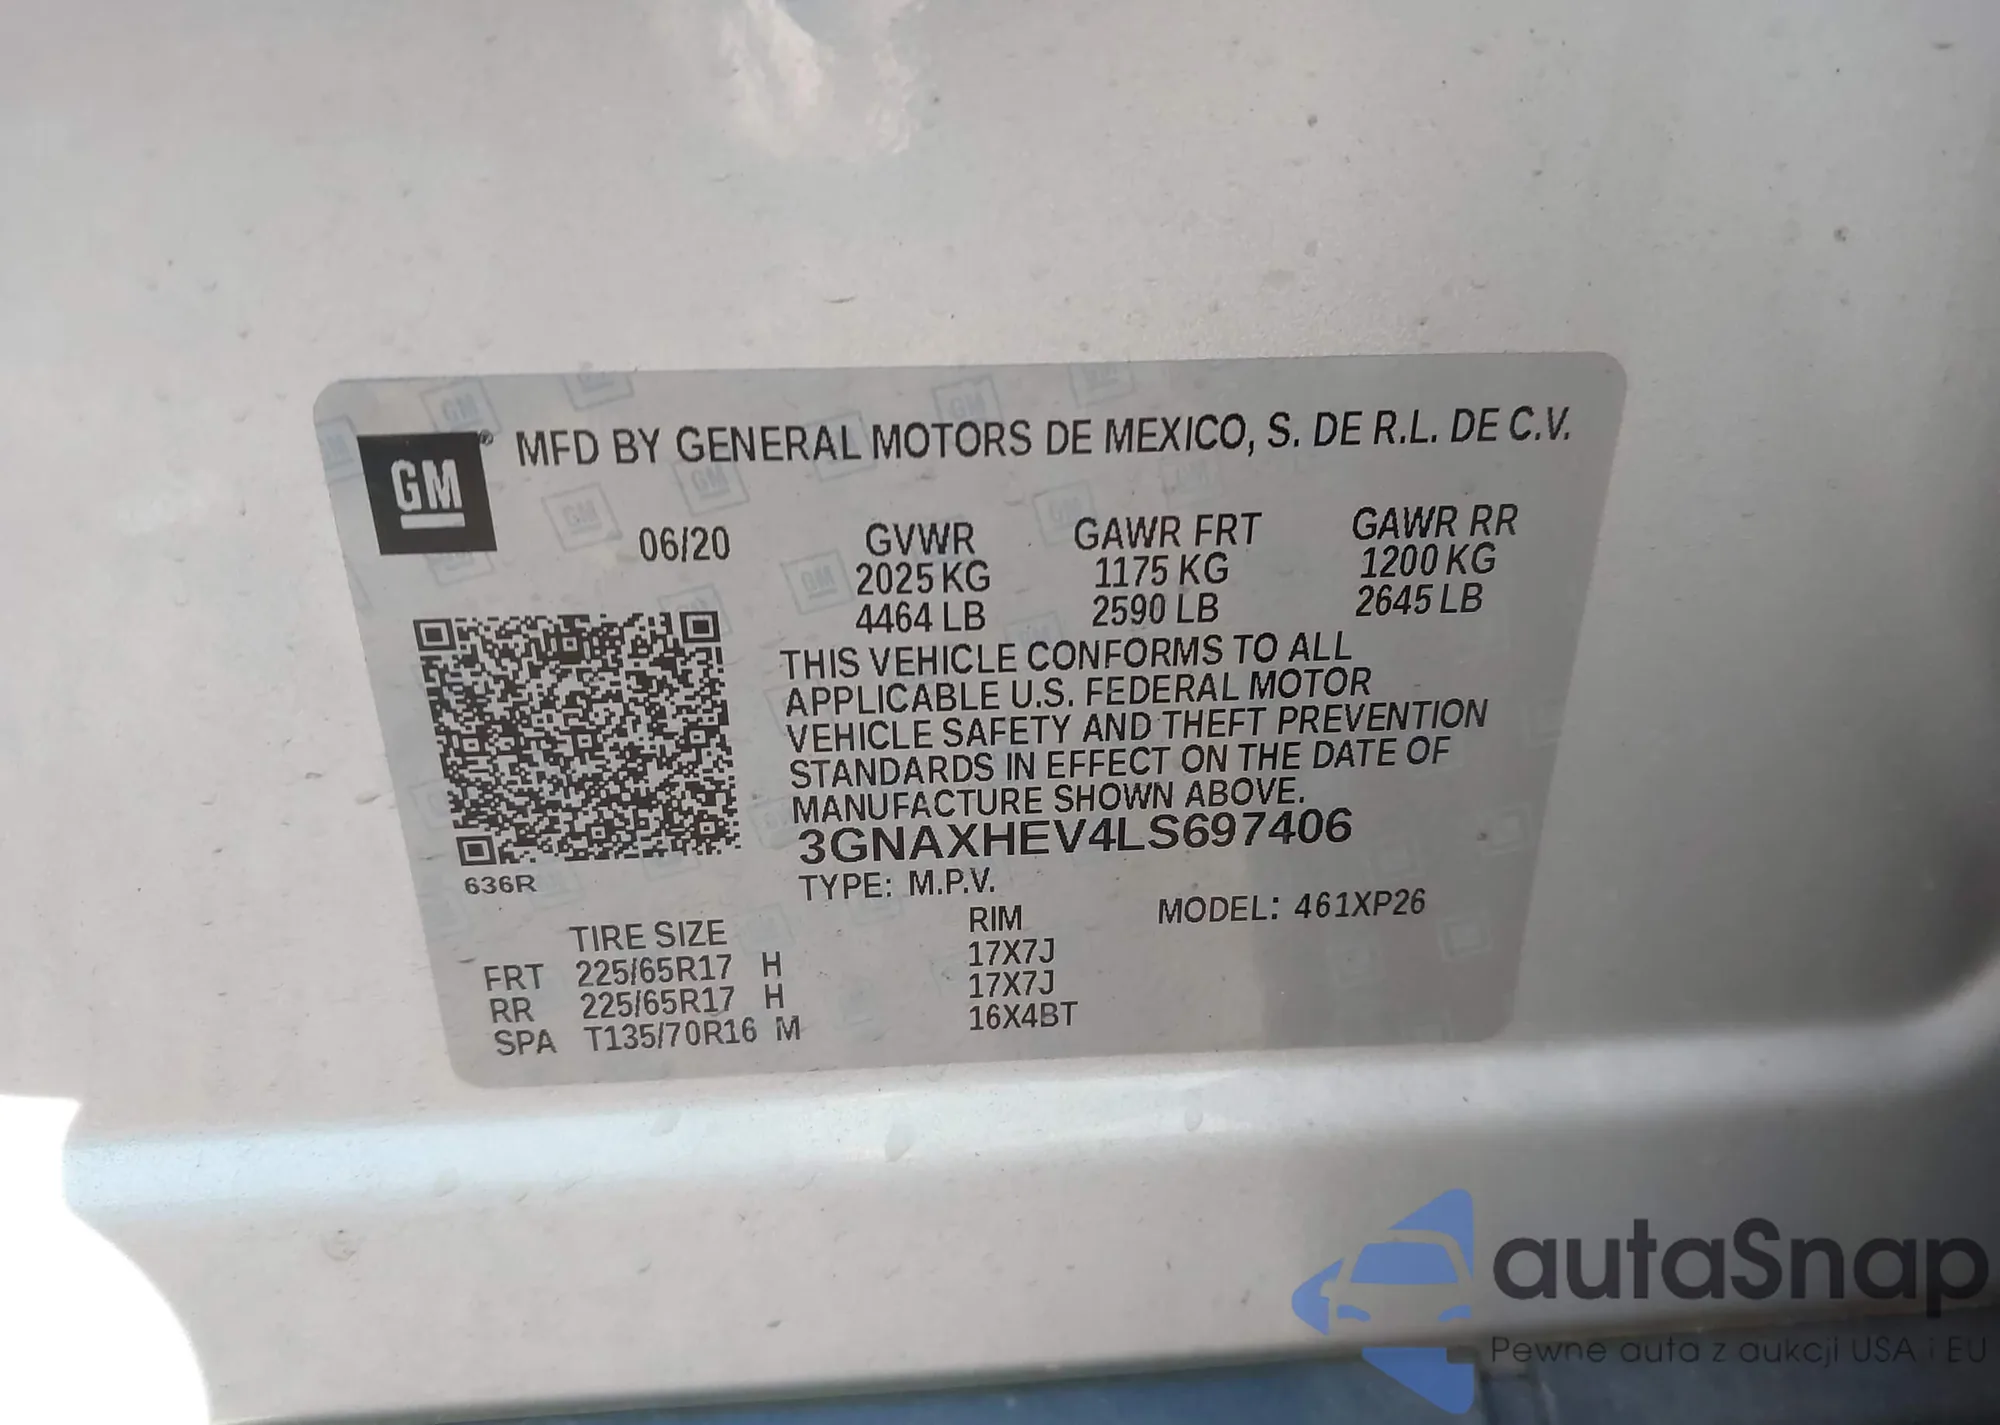 GM® MFD BY GENERAL MOTORS DE MEXICO, S. DE R.L. DE C.V.
06/20 GVWR GAWR FRT GAWR RR
2025 KG 1175 KG 1200 KG
4464 LB 2590 LB 2645 LB
THIS VEHICLE CONFORMS TO ALL
APPLICABLE U.S. FEDERAL MOTOR
VEHICLE SAFETY AND THEFT PREVENTION
STANDARDS IN EFFECT ON THE DATE OF
MANUFACTURE SHOWN ABOVE.
3GNAXHEV4LS697406
636R
TYPE: M.P.V. MODEL: 461XP26
TIRE SIZE RIM
FRT 225/65R17 H 17X7J
RR 225/65R17 H 17X7J
SPA T135/70R16 M 16X4BT
autaSnap
Pewne auta z aukcji USA i EU